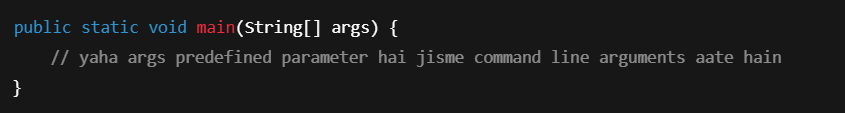 public static void main(String[] args) {
    // yaha args predefined parameter hai jisme command line arguments aate hain
}